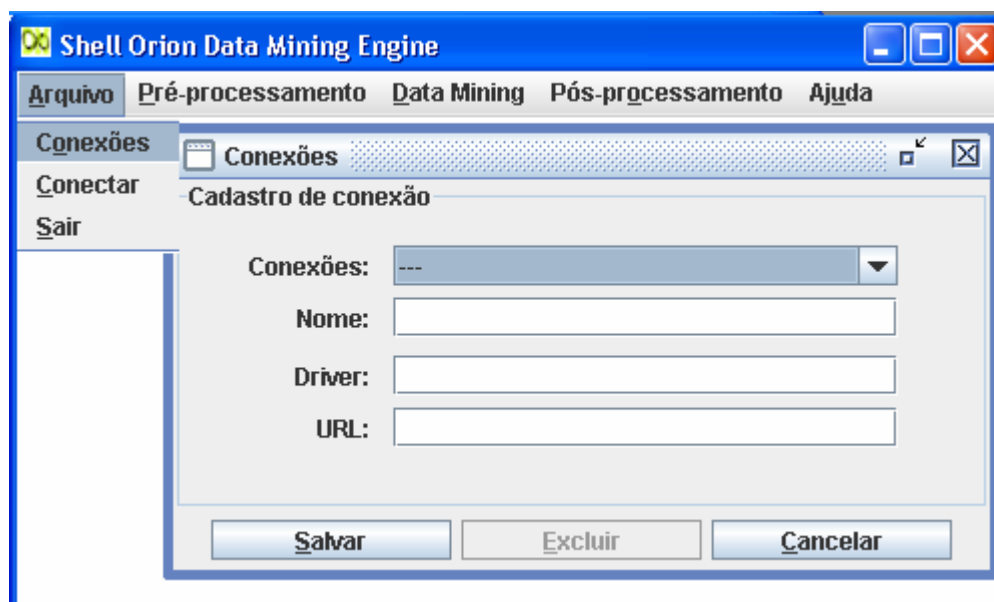 Shell Orion Data Mining Engine
Arquivo Pré-processamento Data Mining Pós-processamento Ajuda
Conexões
Conectar
Sair
Conexões
Cadastro de conexão
Conexões: ---
Nome:
Driver:
URL:
Salvar Excluir Cancelar